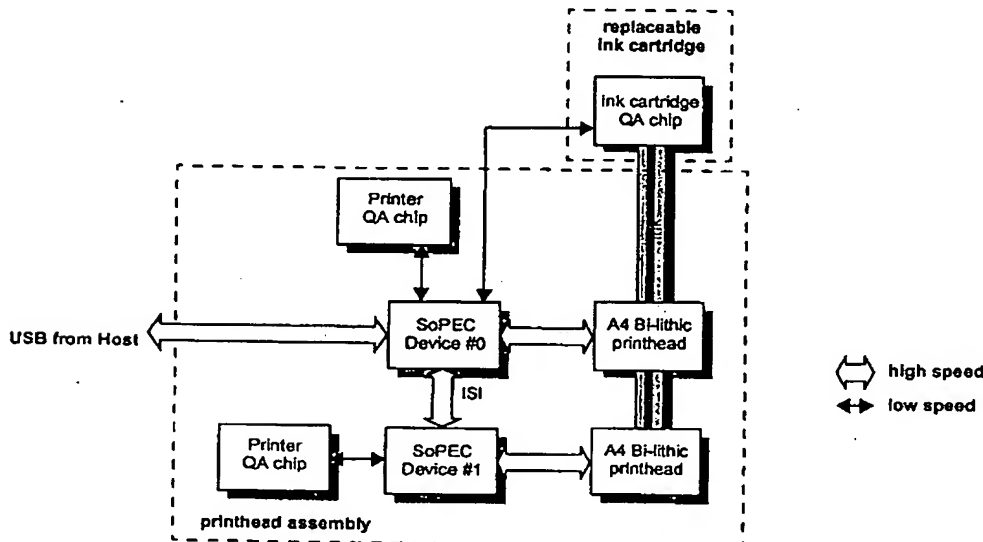 replaceable
ink cartridge
ink cartridge
QA chip
Printer
QA chip
USB from Host
SoPEC
Device #0
A4 Bi-lithic
printhead
high speed
low speed
ISI
Printer
QA chip
SoPEC
Device #1
A4 Bi-lithic
printhead
printhead assembly